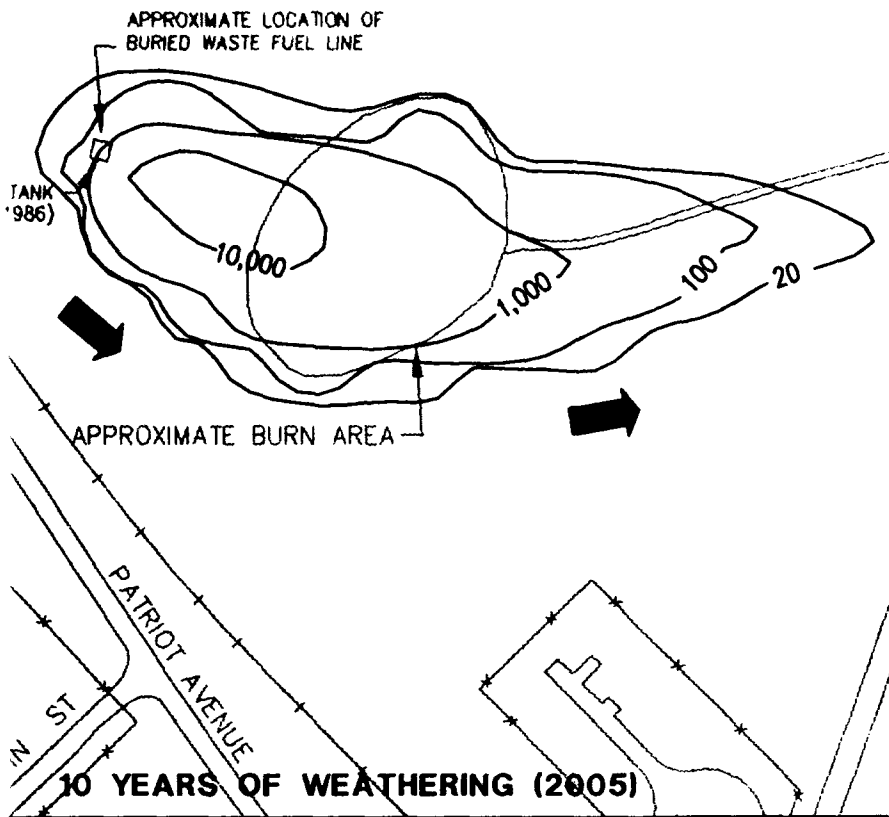 APPROXIMATE LOCATION OF
BURIED WASTE FUEL LINE
TANK
1986)
10,000
1,000
100
20
APPROXIMATE BURN AREA
PATRIOT AVENUE
N ST
10 YEARS OF WEATHERING (2005)